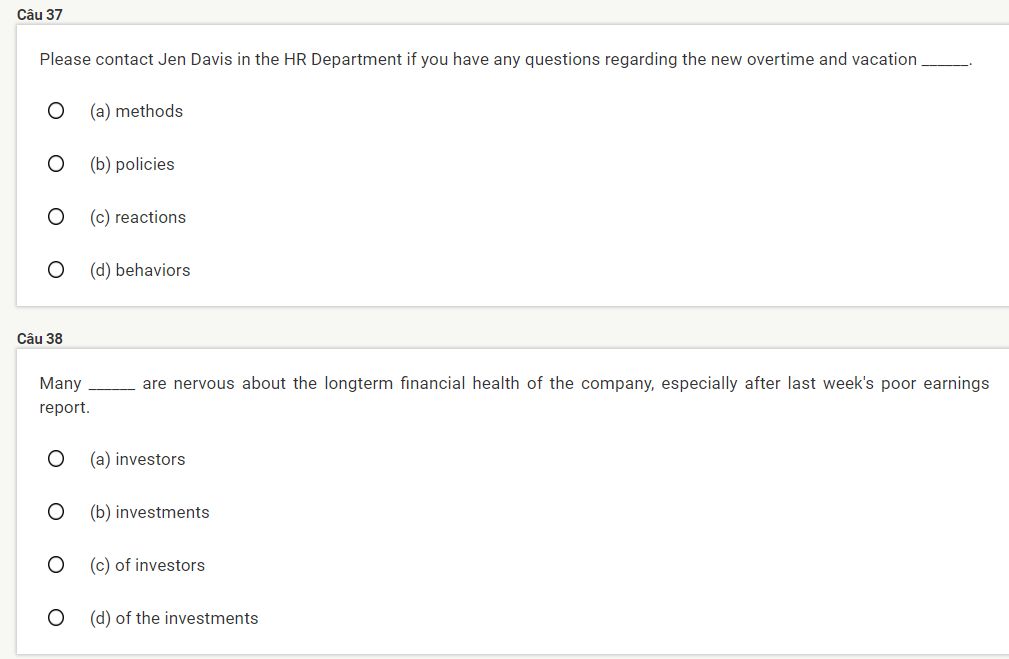 Câu 37
Please contact Jen Davis in the HR Department if you have any questions regarding the new overtime and vacation ______.
(a) methods
(b) policies
(c) reactions
(d) behaviors
Câu 38
Many ______ are nervous about the longterm financial health of the company, especially after last week's poor earnings
report.
(a) investors
(b) investments
(c) of investors
(d) of the investments